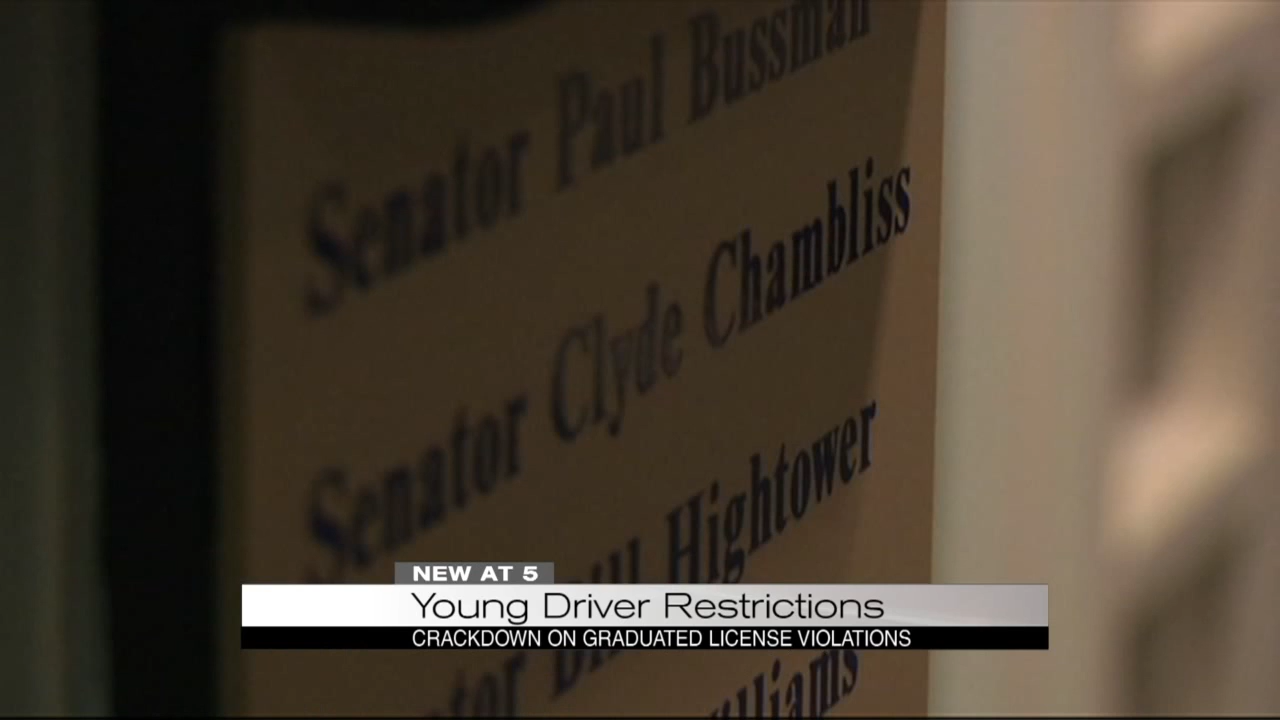 Senator Paul Bussman
Senator Clyde Chambliss
Hightower
NEW AT 5
Young Driver Restrictions
CRACKDOWN ON GRADUATED LICENSE VIOLATIONS